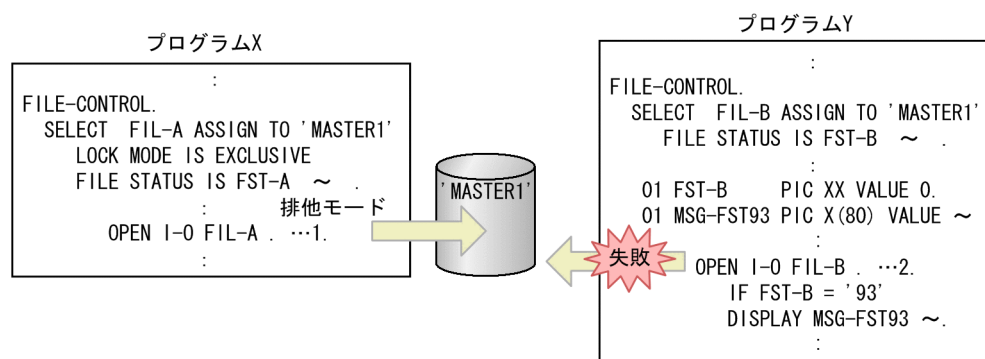 プログラムX
:
FILE-CONTROL.
SELECT FIL-A ASSIGN TO 'MASTER1'
LOCK MODE IS EXCLUSIVE
FILE STATUS IS FST-A ～ .
:
OPEN I-O FIL-A . …1.
:
排他モード
'MASTER1'
失敗
プログラムY
:
FILE-CONTROL.
SELECT FIL-B ASSIGN TO 'MASTER1'
FILE STATUS IS FST-B ～ .
:
01 FST-B PIC XX VALUE 0.
01 MSG-FST93 PIC X(80) VALUE ～
:
OPEN I-O FIL-B . …2.
IF FST-B = '93'
DISPLAY MSG-FST93 ～.
: